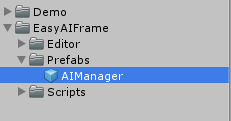 Demo
EasyAIFrame
Editor
Prefabs
AIManager
Scripts